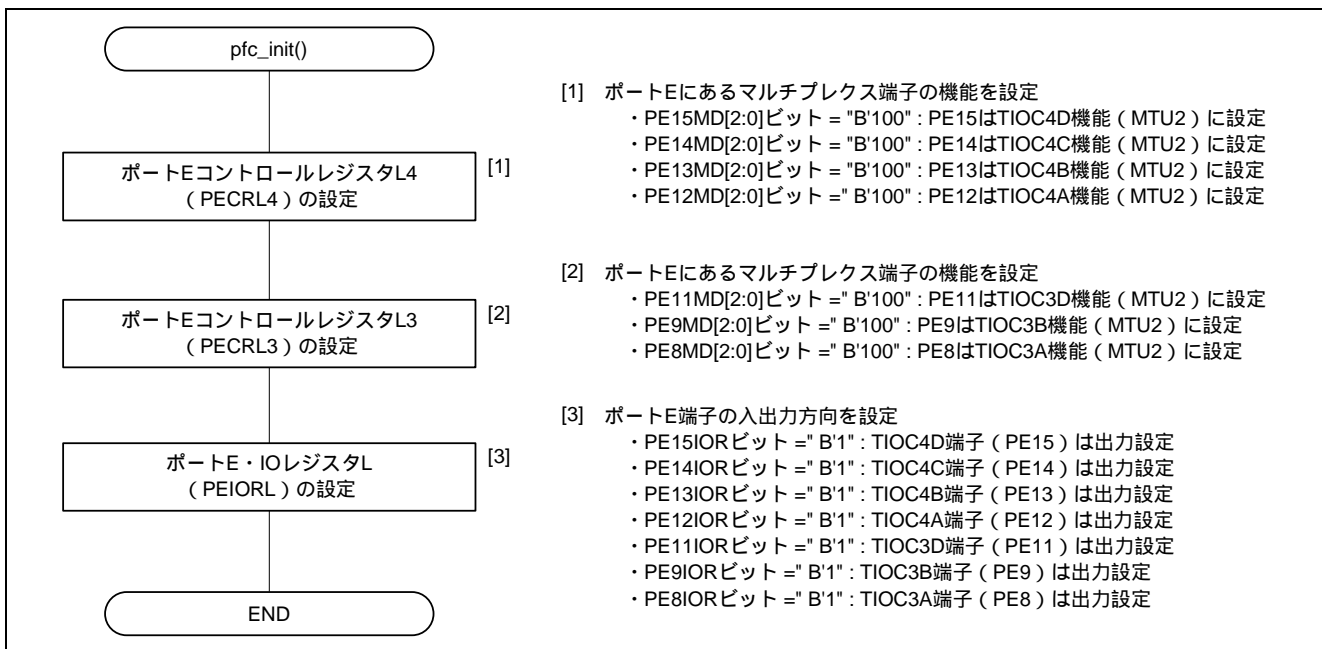 pfc_init()
ポートEコントロールレジスタL4
（PECRL4）の設定
[1]
[1] ポートEにあるマルチプレクス端子の機能を設定
・PE15MD[2:0]ビット = "B'100" : PE15はTIOC4D機能（MTU2）に設定
・PE14MD[2:0]ビット = "B'100" : PE14はTIOC4C機能（MTU2）に設定
・PE13MD[2:0]ビット = "B'100" : PE13はTIOC4B機能（MTU2）に設定
・PE12MD[2:0]ビット =" B'100" : PE12はTIOC4A機能（MTU2）に設定
ポートEコントロールレジスタL3
（PECRL3）の設定
[2]
[2] ポートEにあるマルチプレクス端子の機能を設定
・PE11MD[2:0]ビット =" B'100" : PE11はTIOC3D機能（MTU2）に設定
・PE9MD[2:0]ビット =" B'100" : PE9はTIOC3B機能（MTU2）に設定
・PE8MD[2:0]ビット =" B'100" : PE8はTIOC3A機能（MTU2）に設定
ポートE・IOレジスタL
（PEIORL）の設定
[3]
[3] ポートE端子の入出力方向を設定
・PE15IORビット =" B'1" : TIOC4D端子（PE15）は出力設定
・PE14IORビット =" B'1" : TIOC4C端子（PE14）は出力設定
・PE13IORビット =" B'1" : TIOC4B端子（PE13）は出力設定
・PE12IORビット =" B'1" : TIOC4A端子（PE12）は出力設定
・PE11IORビット =" B'1" : TIOC3D端子（PE11）は出力設定
・PE9IORビット =" B'1" : TIOC3B端子（PE9）は出力設定
・PE8IORビット =" B'1" : TIOC3A端子（PE8）は出力設定
END